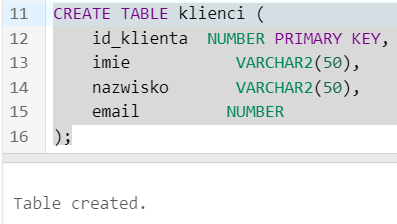 11 CREATE TABLE klienci (
12     id_klienta  NUMBER PRIMARY KEY,
13     imie           VARCHAR2(50),
14     nazwisko       VARCHAR2(50),
15     email         NUMBER
16 );
Table created.